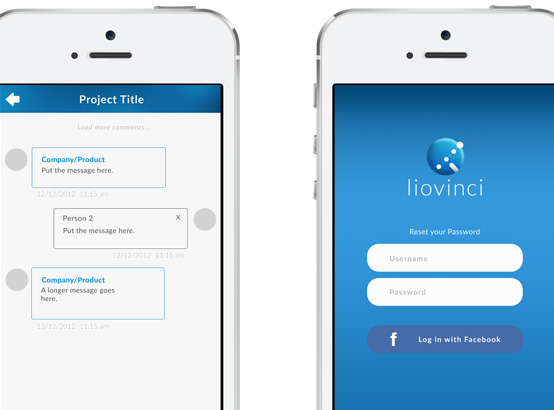 Project Title
Load more comments...
Company/Product
Put the message here.
12/12/2012 11:15 am
Person 2 X
Put the message here.
12/12/2012 11:15 am
Company/Product
A longer message goes
here.
12/12/2012 11:15 am
liovinci
Reset your Password
Username
Password
f Log in with Facebook